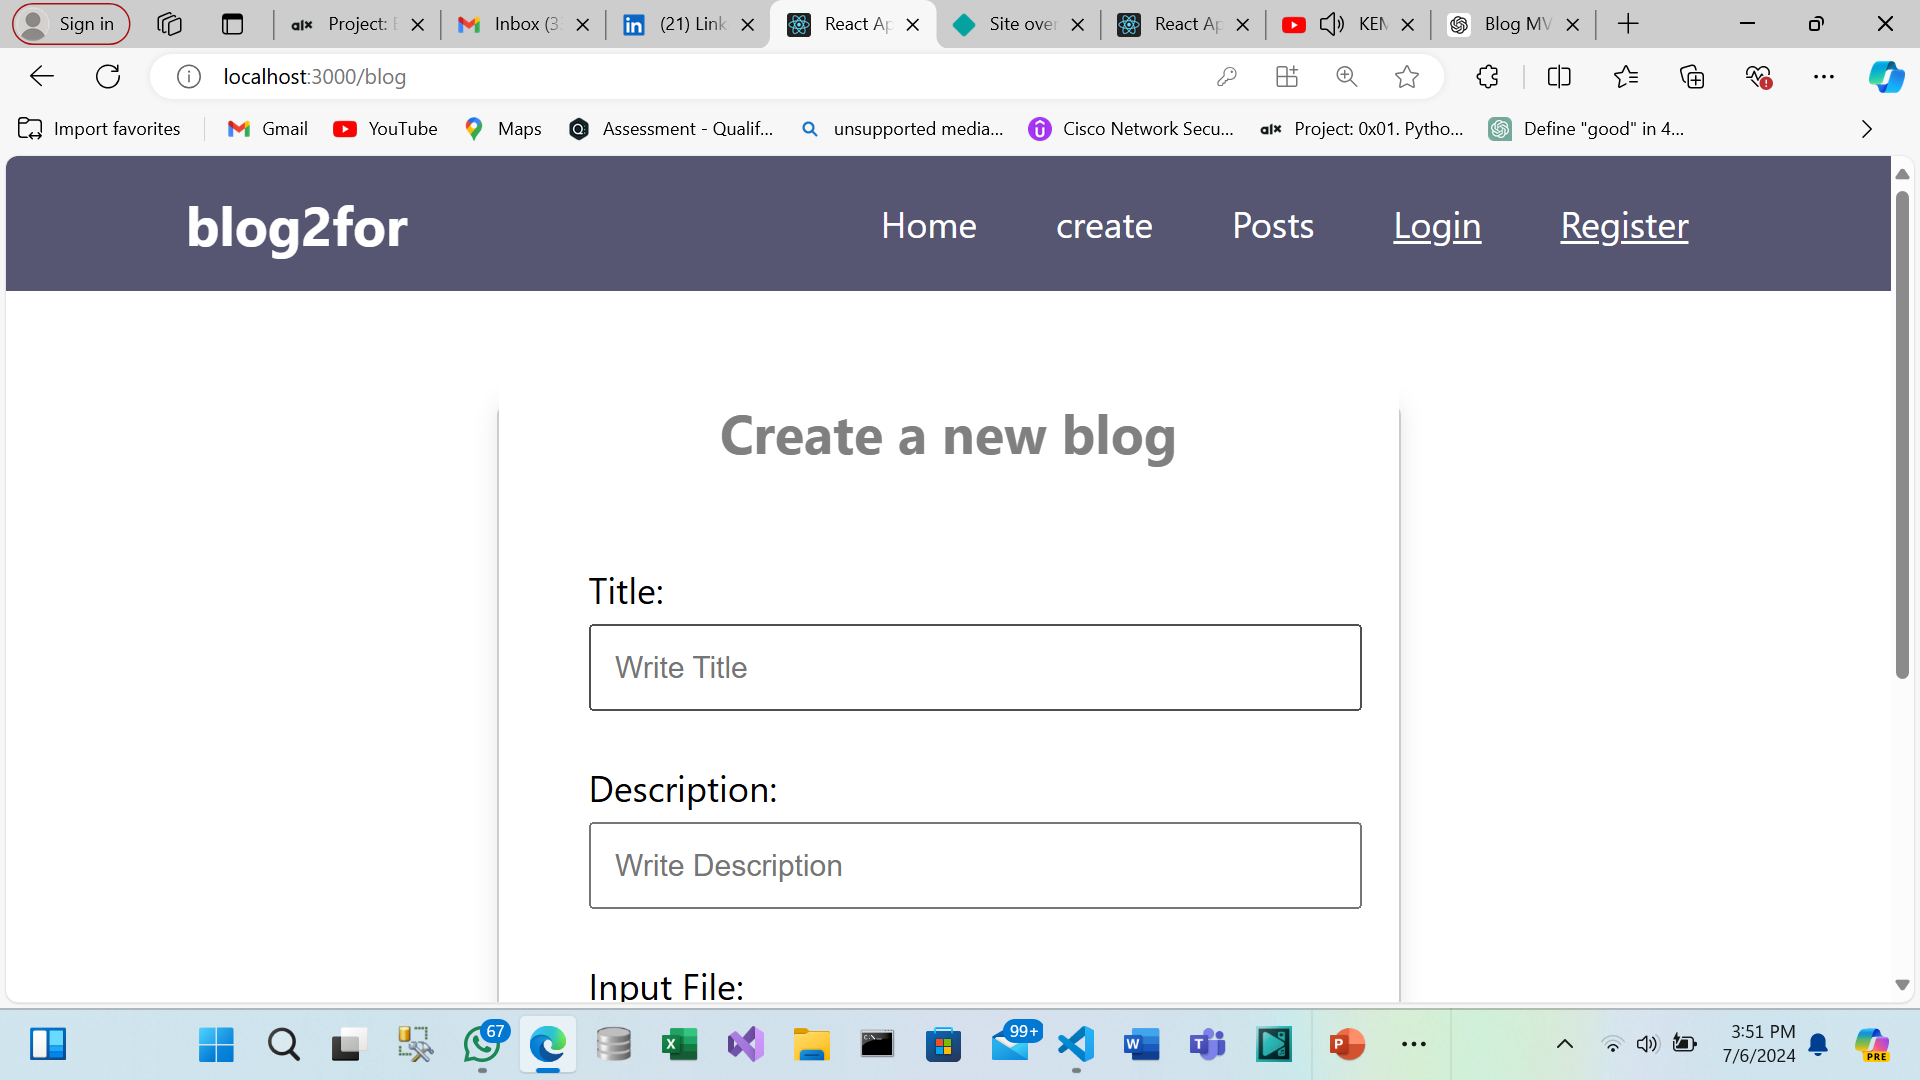 Sign in
Project: E
Inbox (3
(21) Link
React Ap
Site over
React Ap
KEM
Blog MV
localhost:3000/blog
Import favorites
Gmail
YouTube
Maps
Assessment - Qualif...
unsupported media...
Cisco Network Secu...
Project: 0x01. Pytho...
Define "good" in 4...
blog2for
Home
create
Posts
Login
Register
Create a new blog
Title:
Write Title
Description:
Write Description
Input File:
67
99+
3:51 PM
7/6/2024
PRE